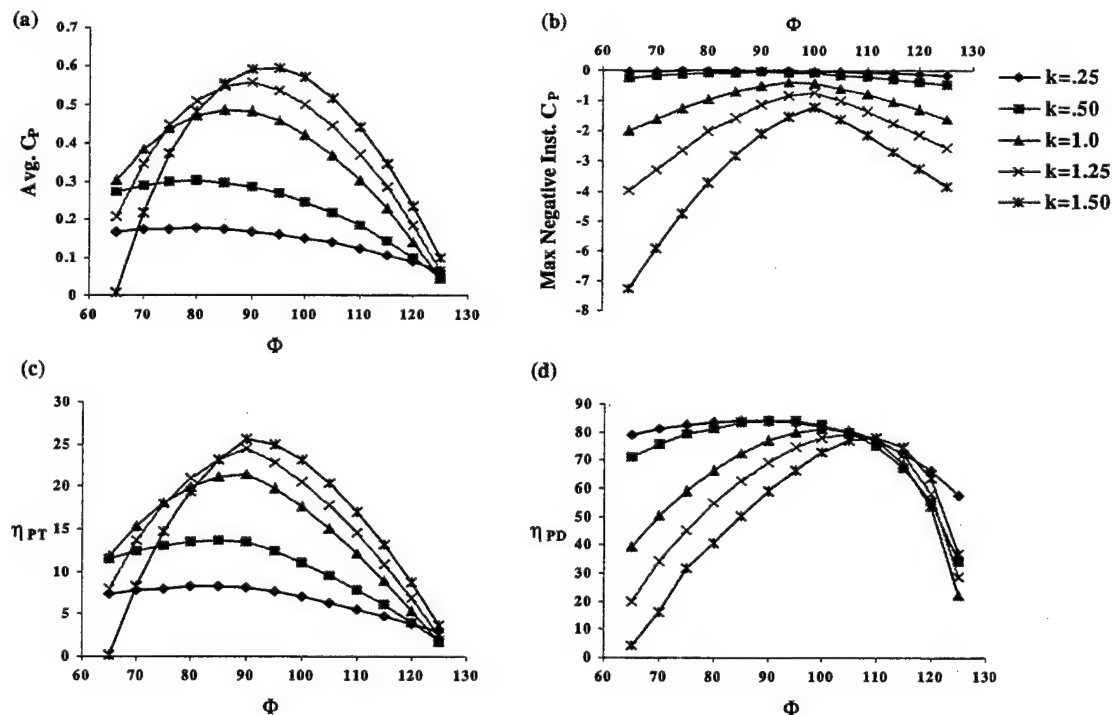 (a)
Avg. CP
0.7
0.6
0.5
0.4
0.3
0.2
0.1
0
60 70 80 90 100 110 120 130
Φ
(b)
Φ
60 70 80 90 100 110 120 130
Max Negative Inst. CP
0
-1
-2
-3
-4
-5
-6
-7
-8
k=.25
k=.50
k=1.0
k=1.25
k=1.50
(c)
ηPT
30
25
20
15
10
5
0
60 70 80 90 100 110 120 130
Φ
(d)
ηPD
90
80
70
60
50
40
30
20
10
0
60 70 80 90 100 110 120 130
Φ